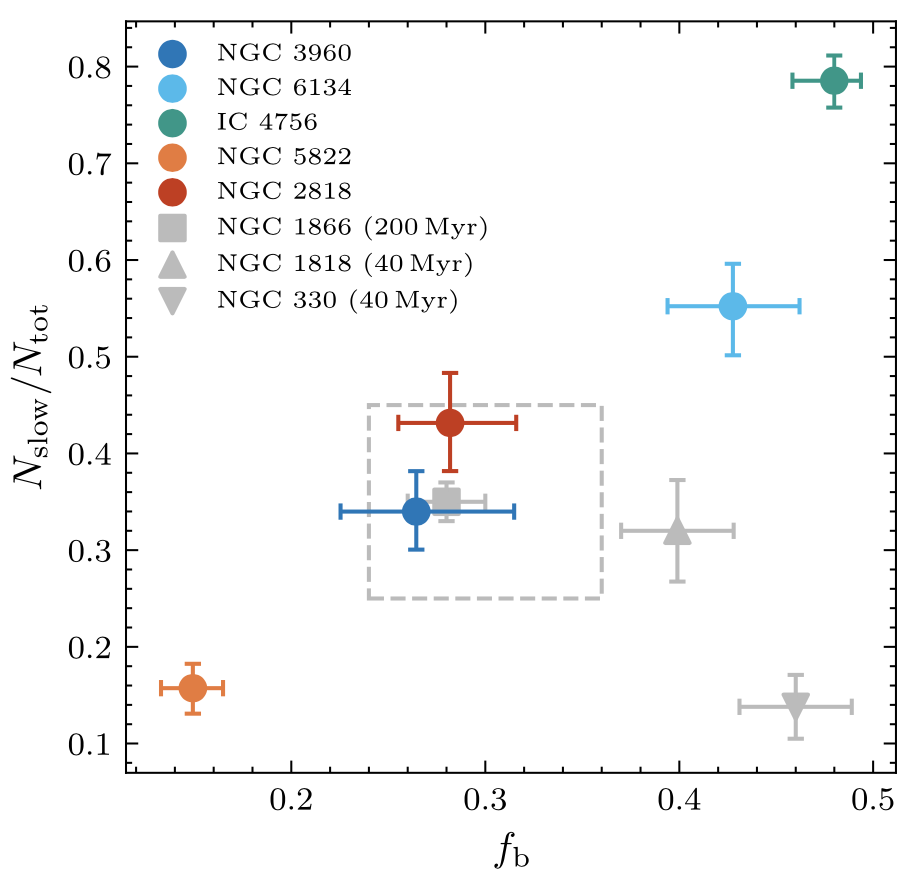 NGC 3960
NGC 6134
IC 4756
NGC 5822
NGC 2818
NGC 1866 (200 Myr)
NGC 1818 (40 Myr)
NGC 330 (40 Myr)
N_slow/N_tot
0.8
0.7
0.6
0.5
0.4
0.3
0.2
0.1
0.2 0.3 0.4 0.5
f_b